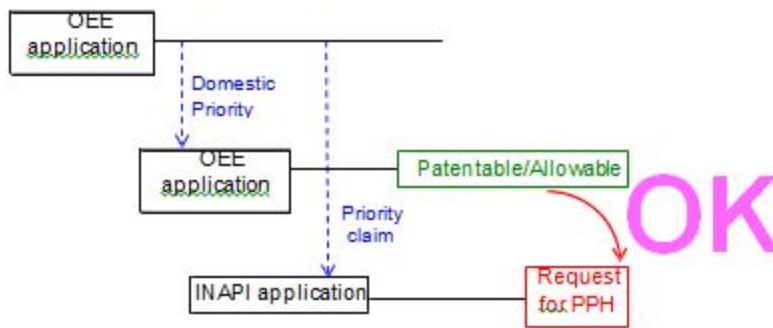 OEE
application
Domestic
Priority
OEE
application
Patentable/Allowable
OK
Priority
claim
INAPI application
Request
for PPH